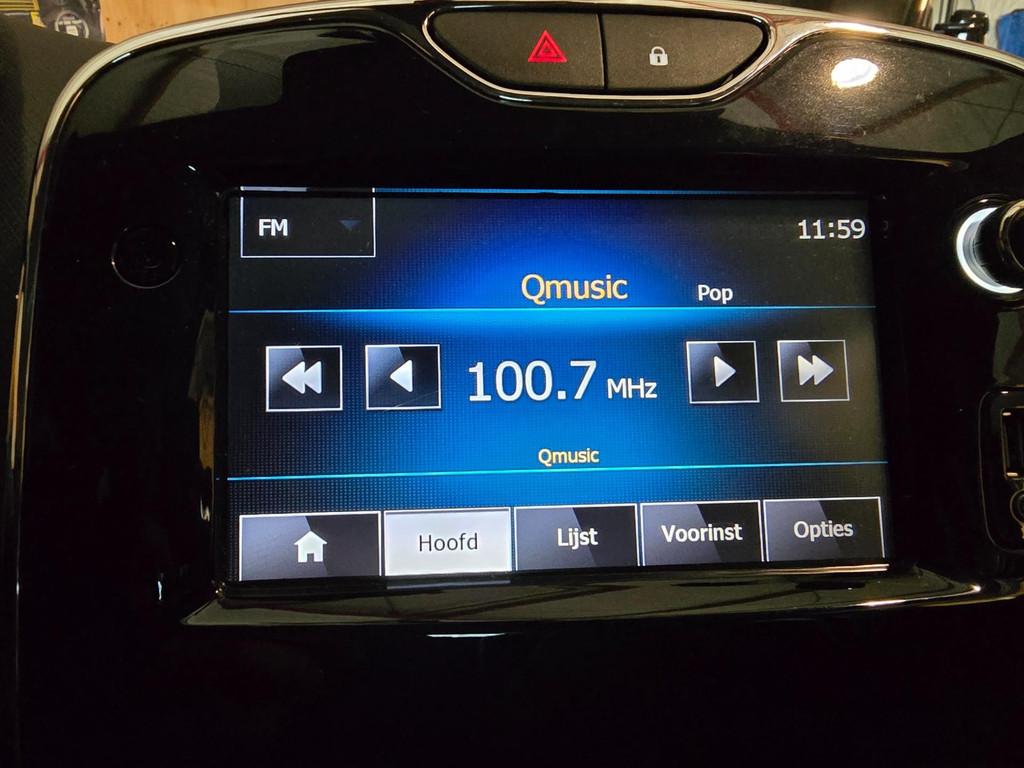 FM
11:59
Qmusic Pop
100.7 MHz
Qmusic
Hoofd Lijst Voorinst Opties